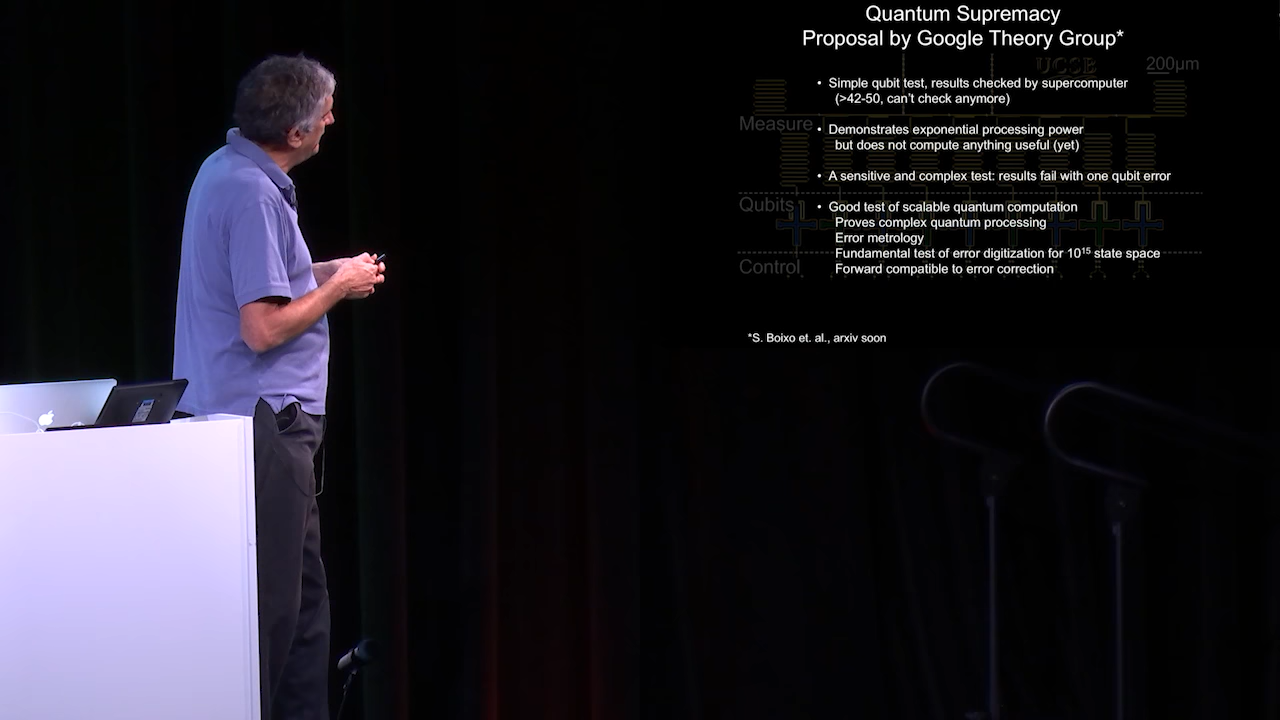 Quantum Supremacy
Proposal by Google Theory Group*
UCSB
200μm
• Simple qubit test, results checked by supercomputer
(>42-50, can't check anymore)
Measure
• Demonstrates exponential processing power
but does not compute anything useful (yet)
• A sensitive and complex test: results fail with one qubit error
Qubits
• Good test of scalable quantum computation
Proves complex quantum processing
Error metrology
Fundamental test of error digitization for 10¹⁵ state space
Control
Forward compatible to error correction
*S. Boixo et. al., arxiv soon